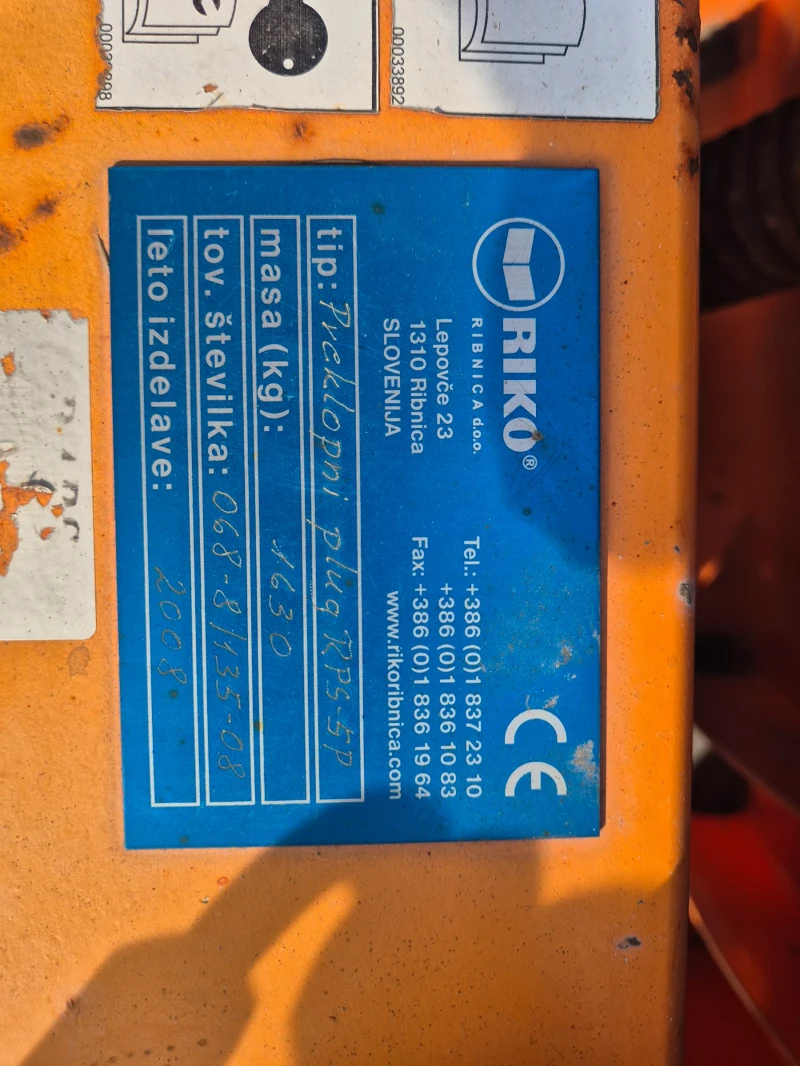 00033892
RIKO®
RIBNICA d.o.o.
Lepovče 23
1310 Ribnica
SLOVENIJA
Tel.: +386 (0)1 837 23 10
+386 (0)1 836 10 83
Fax: +386 (0)1 836 19 64
www.rikoribnica.com
CE
tip: Preklopni plug RPS-5P
masa (kg): 1630
tov. številka: 068-8/135-08
leto izdelave: 2008